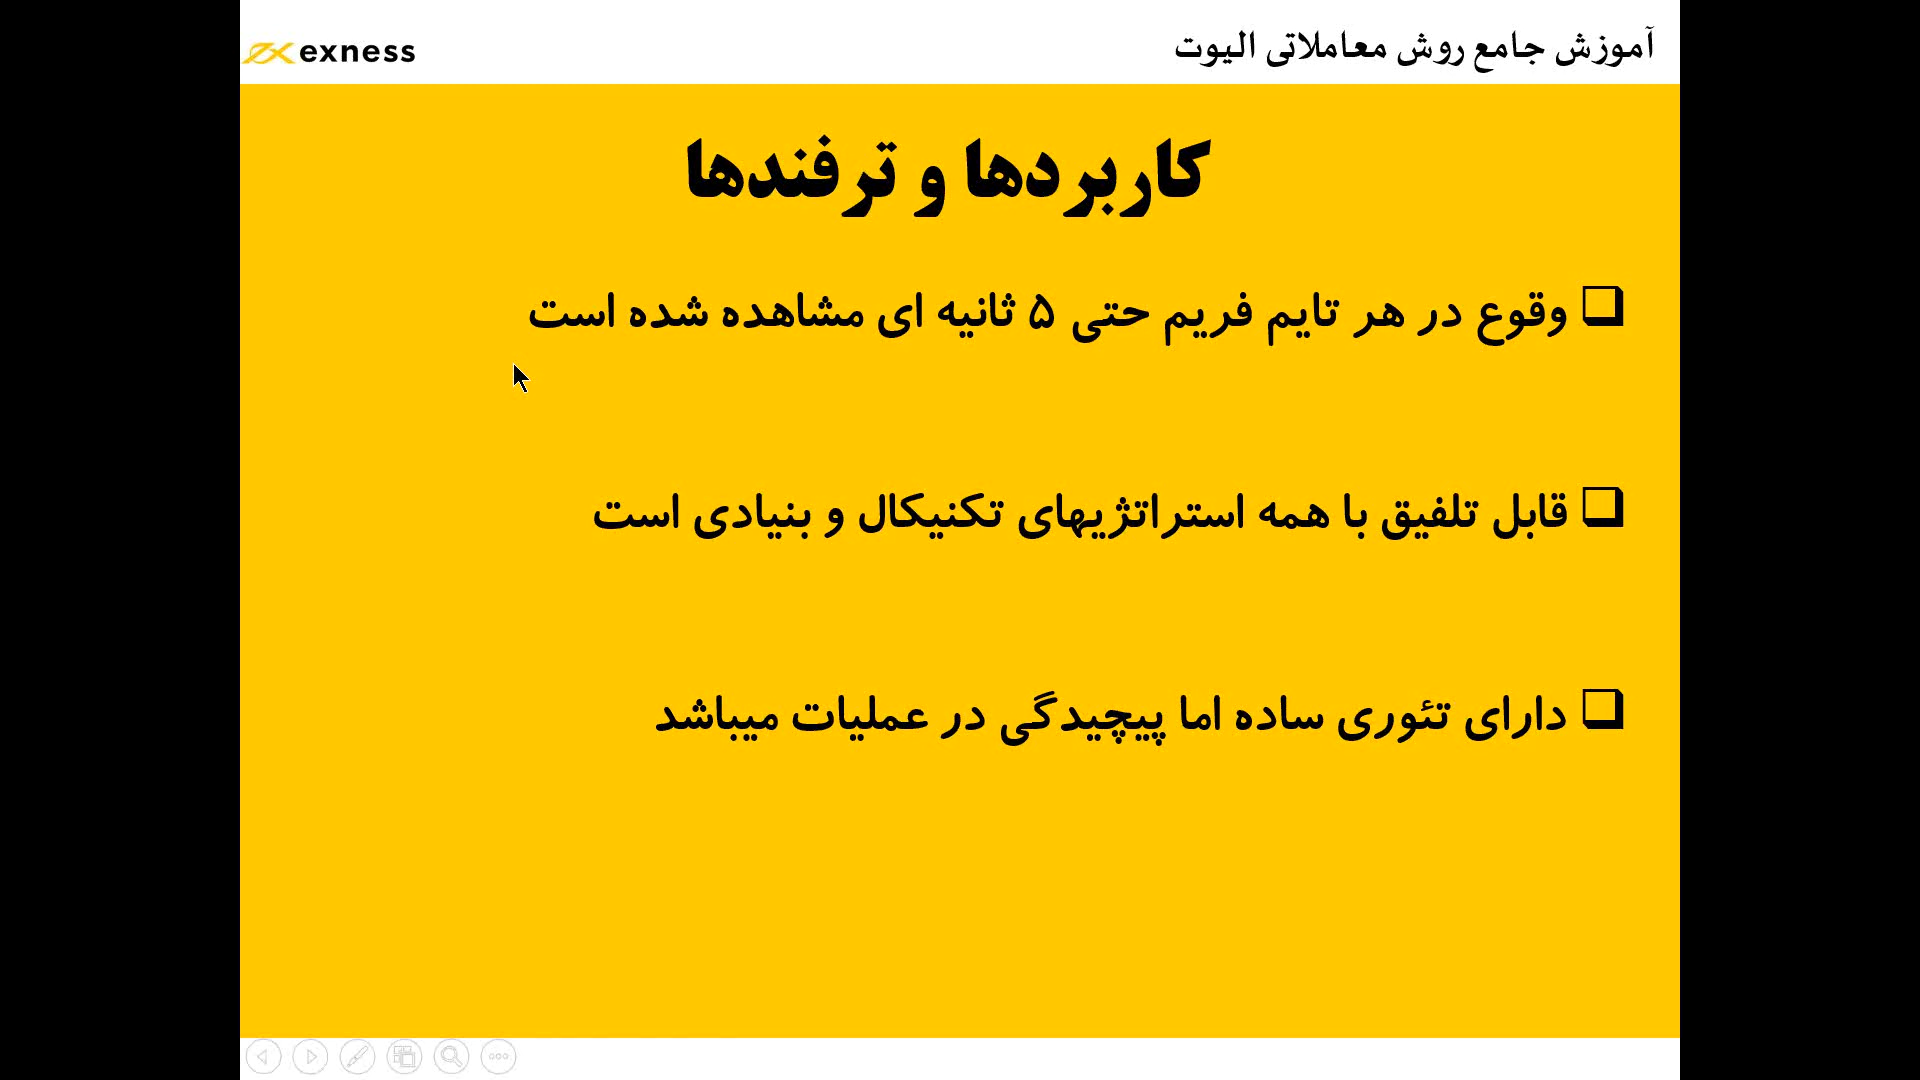 exness
آموزش جامع روش معاملاتی الیوت
کاربردها و ترفندها
وقوع در هر تایم فریم حتی ۵ ثانیه ای مشاهده شده است
قابل تلفیق با همه استراتژیهای تکنیکال و بنیادی است
دارای تئوری ساده اما پیچیدگی در عملیات میباشد